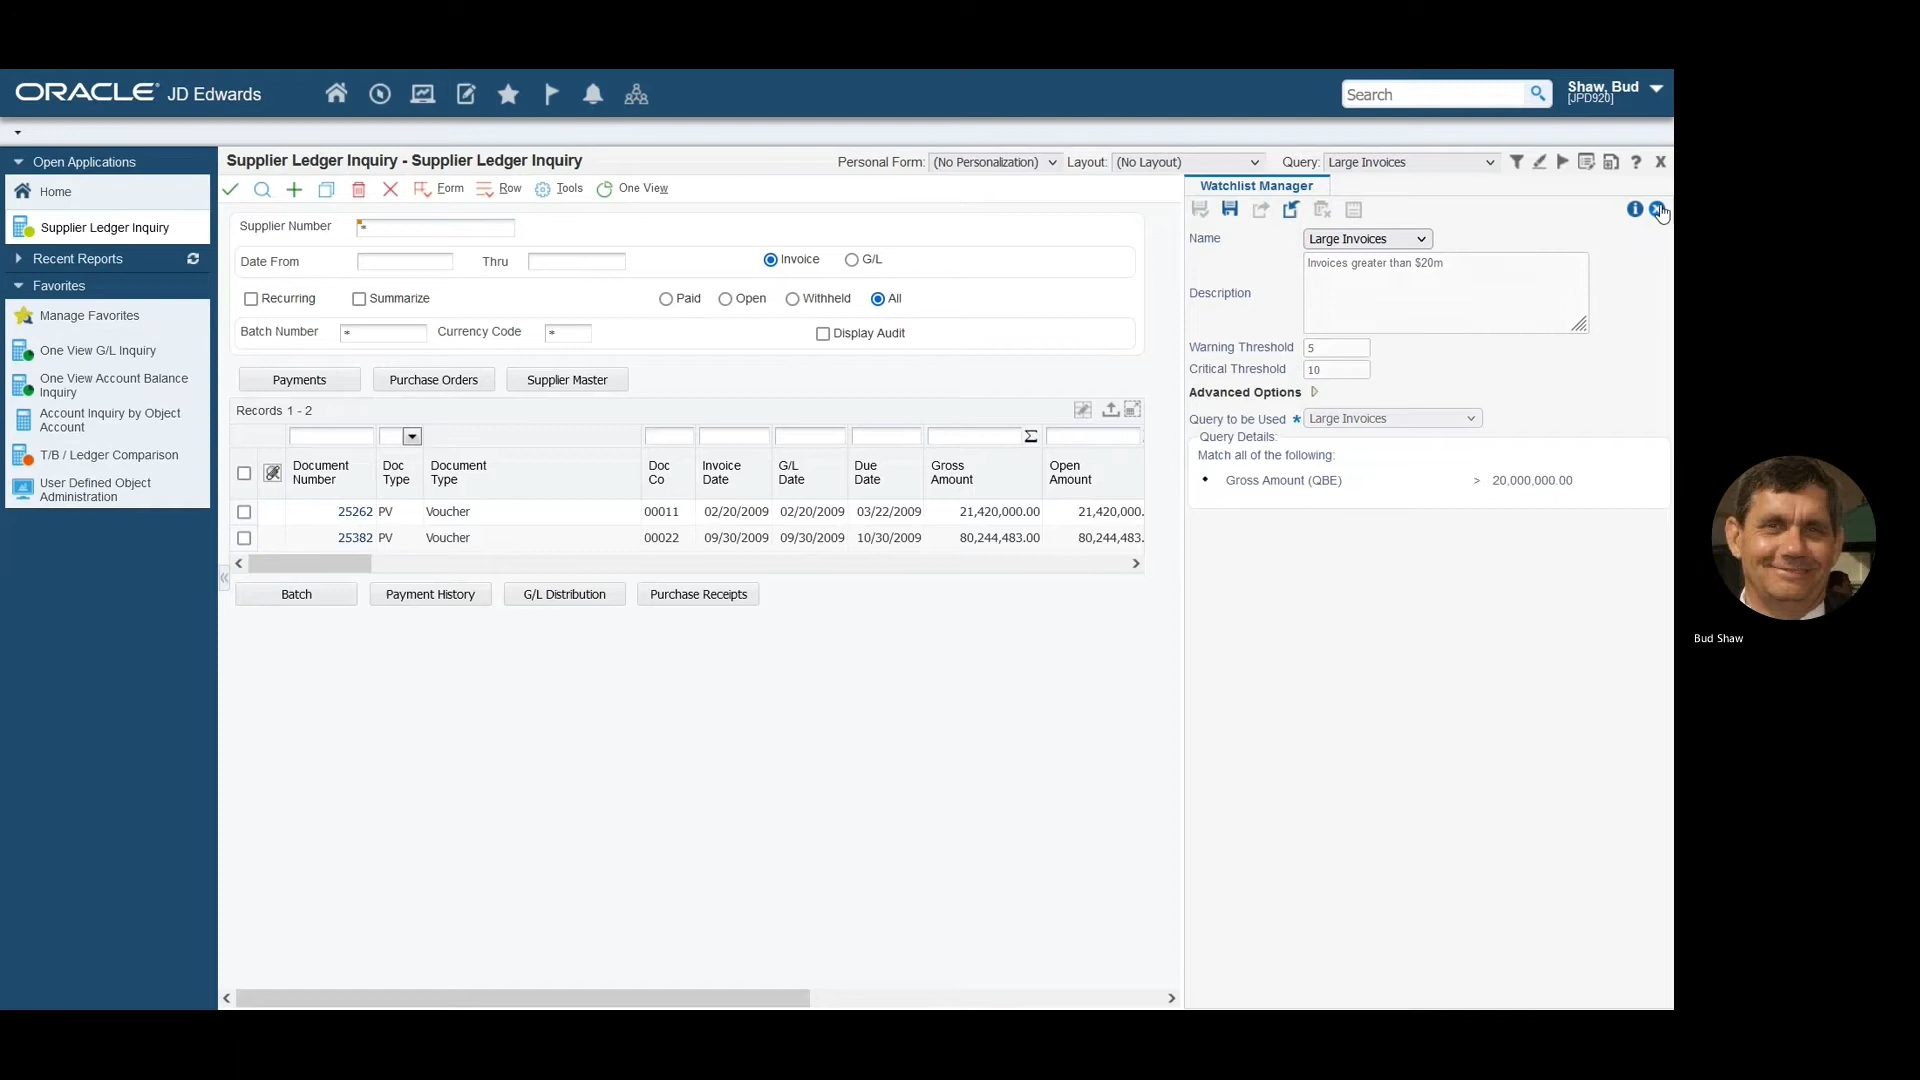 ORACLE JD Edwards
Search
Shaw, Bud
[JPD920]
Open Applications
Home
Supplier Ledger Inquiry
Recent Reports
Favorites
Manage Favorites
One View G/L Inquiry
One View Account Balance
Inquiry
Account Inquiry by Object
Account
T/B / Ledger Comparison
User Defined Object
Administration
Supplier Ledger Inquiry - Supplier Ledger Inquiry
Personal Form: (No Personalization) Layout: (No Layout) Query: Large Invoices
Form Row Tools One View
Supplier Number *
Date From Thru Invoice G/L
Recurring Summarize Paid Open Withheld All
Batch Number * Currency Code * Display Audit
Payments Purchase Orders Supplier Master
Records 1 - 2
Document Number Doc Type Document Type Doc Co Invoice Date G/L Date Due Date Gross Amount Open Amount
25262 PV Voucher 00011 02/20/2009 02/20/2009 03/22/2009 21,420,000.00 21,420,000.
25382 PV Voucher 00022 09/30/2009 09/30/2009 10/30/2009 80,244,483.00 80,244,483.
Batch Payment History G/L Distribution Purchase Receipts
Watchlist Manager
Name Large Invoices
Description Invoices greater than $20m
Warning Threshold 5
Critical Threshold 10
Advanced Options
Query to be Used * Large Invoices
Query Details:
Match all of the following:
• Gross Amount (QBE) > 20,000,000.00
Bud Shaw